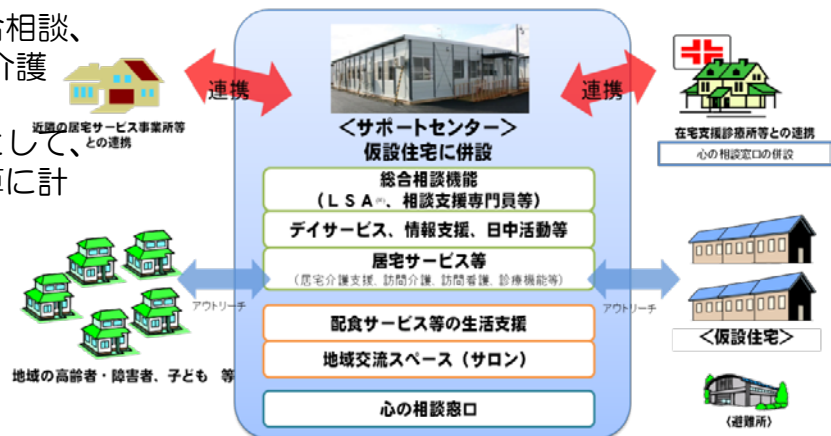 合相談、
介護
として、
算に計
連携
近隣の居宅サービス事業所等
との連携
<サポートセンター>
仮設住宅に併設
総合相談機能
(LSA㈱、相談支援専門員等)
デイサービス、情報支援、日中活動等
居宅サービス等
(居宅介護支援、訪問介護、訪問看護、診療機能等)
配食サービス等の生活支援
地域交流スペース(サロン)
心の相談窓口
連携
在宅支援診療所等との連携
心の相談窓口の併設
アウトリーチ
アウトリーチ
地域の高齢者・障害者、子ども 等
<仮設住宅>
〈避難所〉